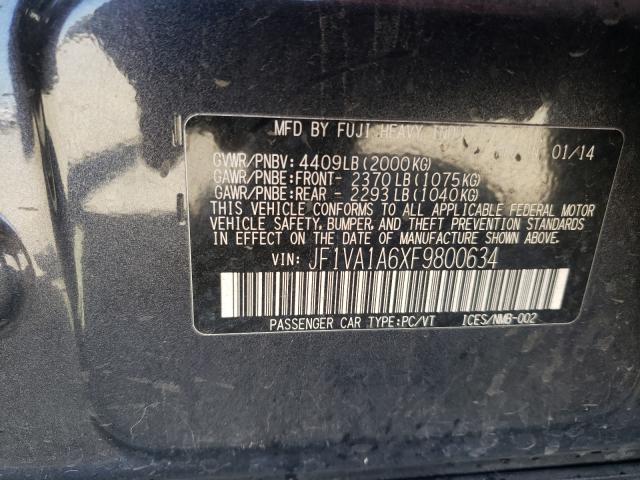 MFD BY FUJI HEAVY
01/14
GVWR/PNBV: 4409LB(2000KG)
GAWR/PNBE:FRONT- 2370LB(1075KG)
GAWR/PNBE:REAR - 2293LB(1040KG)
THIS VEHICLE CONFORMS TO ALL APPLICABLE FEDERAL MOTOR
VEHICLE SAFETY, BUMPER, AND THEFT PREVENTION STANDARDS
IN EFFECT ON THE DATE OF MANUFACTURE SHOWN ABOVE.
VIN: JF1VA1A6XF9800634
PASSENGER CAR TYPE:PC/VT ICES/NMB-002